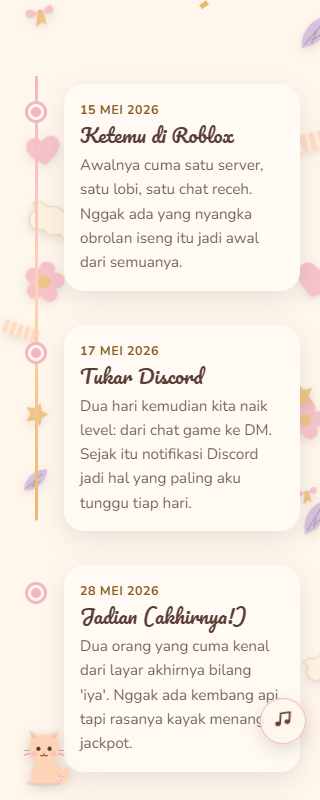 15 MEI 2026
Ketemu di Roblox
Awalnya cuma satu server,
satu lobi, satu chat receh.
Nggak ada yang nyangka
obrolan iseng itu jadi awal
dari semuanya.
17 MEI 2026
Tukar Discord
Dua hari kemudian kita naik
level: dari chat game ke DM.
Sejak itu notifikasi Discord
jadi hal yang paling aku
tunggu tiap hari.
28 MEI 2026
Jadian (akhirnya!)
Dua orang yang cuma kenal
dari layar akhirnya bilang
'iya'. Nggak ada kembang api,
tapi rasanya kayak menang
jackpot.